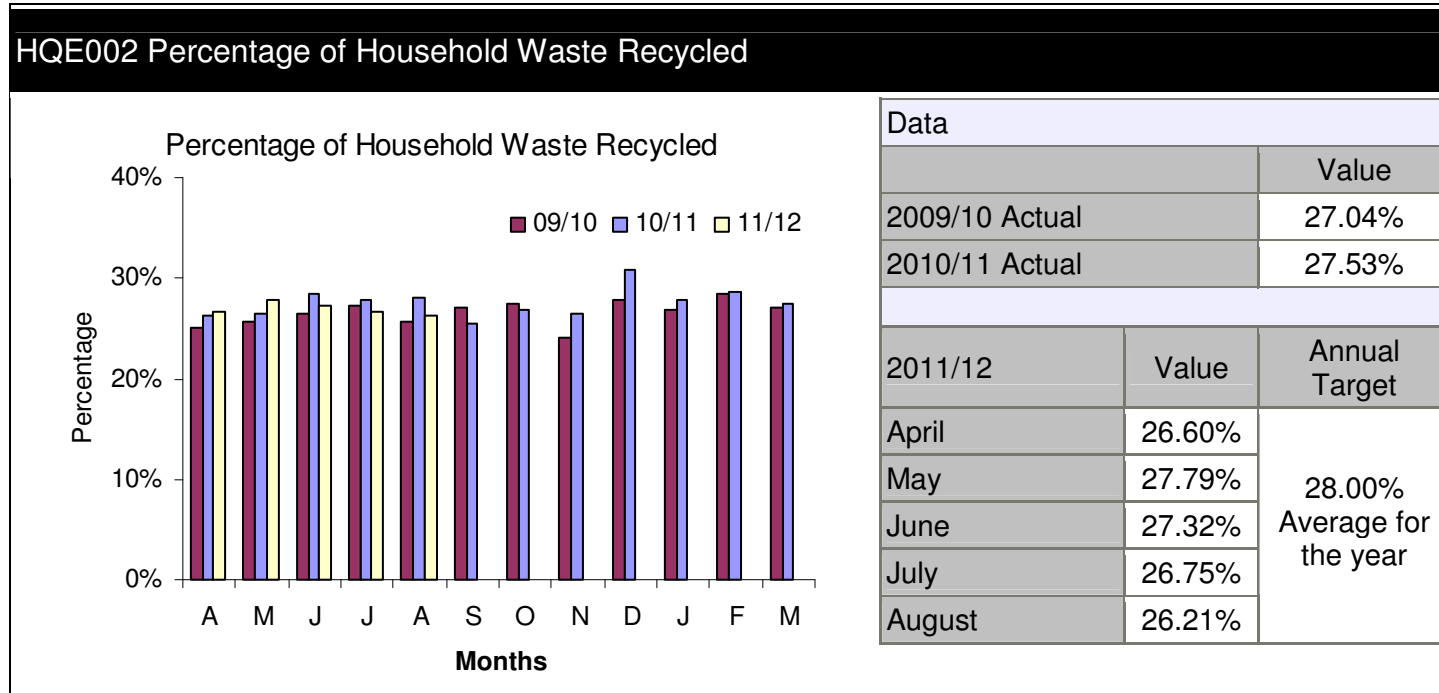 HQE002 Percentage of Household Waste Recycled
Percentage of Household Waste Recycled
40%
30%
20%
10%
0%
Percentage
09/10 10/11 11/12
A M J J A S O N D J F M
Months
Data
Value
2009/10 Actual 27.04%
2010/11 Actual 27.53%
2011/12 Value Annual
Target
April 26.60%
May 27.79%
June 27.32%
July 26.75%
August 26.21%
28.00%
Average for
the year